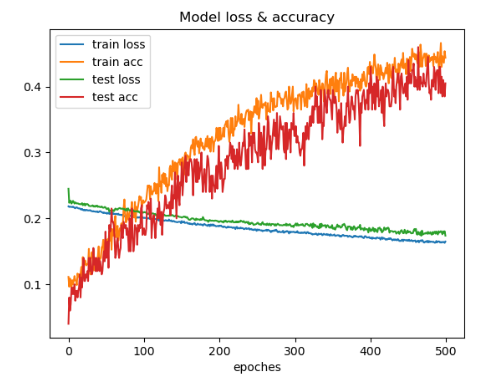 Model loss & accuracy
train loss
train acc
test loss
test acc
0.4
0.3
0.2
0.1
0 100 200 300 400 500
epoches